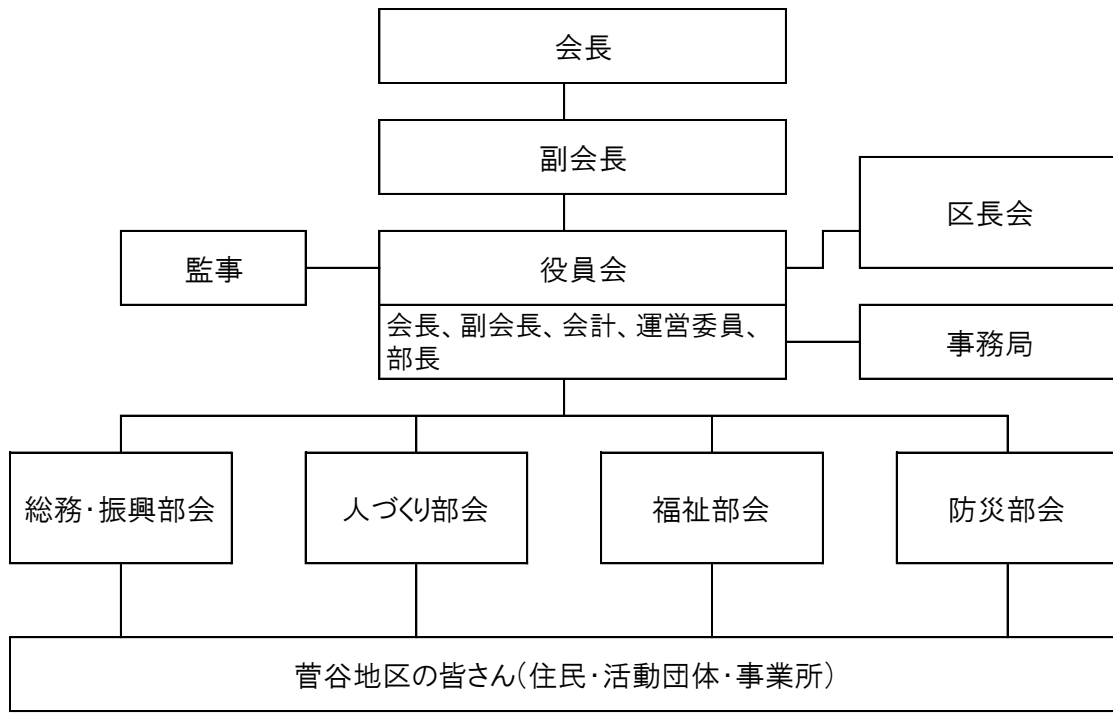 会長
副会長
区長会
監事
役員会
会長、副会長、会計、運営委員、
部長
事務局
総務・振興部会
人づくり部会
福祉部会
防災部会
菅谷地区の皆さん(住民・活動団体・事業所)